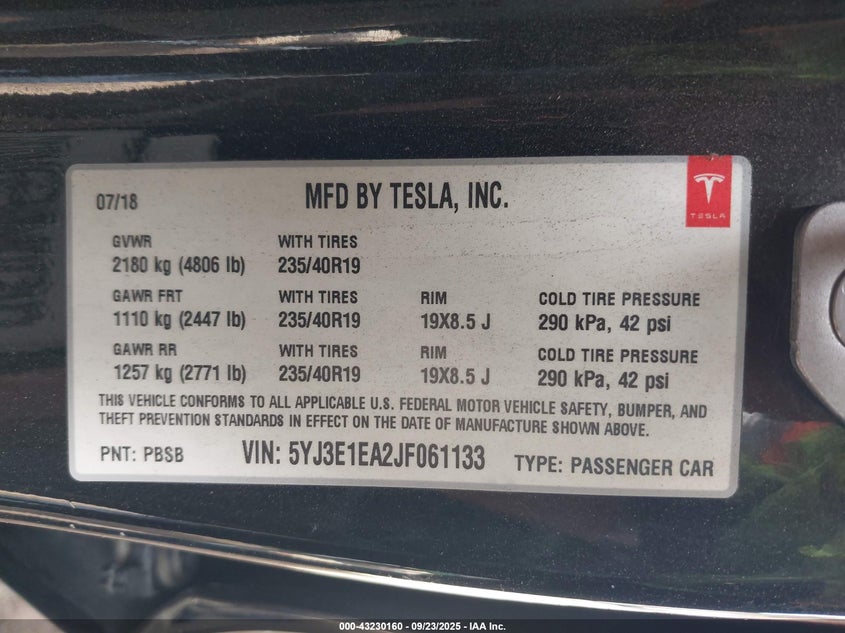 07/18 MFD BY TESLA, INC.
TESLA
GVWR WITH TIRES
2180 kg (4806 lb) 235/40R19
GAWR FRT WITH TIRES RIM COLD TIRE PRESSURE
1110 kg (2447 lb) 235/40R19 19X8.5 J 290 kPa, 42 psi
GAWR RR WITH TIRES RIM COLD TIRE PRESSURE
1257 kg (2771 lb) 235/40R19 19X8.5 J 290 kPa, 42 psi
THIS VEHICLE CONFORMS TO ALL APPLICABLE U.S. FEDERAL MOTOR VEHICLE SAFETY, BUMPER, AND
THEFT PREVENTION STANDARDS IN EFFECT ON THE DATE OF MANUFACTURE SHOWN ABOVE.
PNT: PBSB VIN: 5YJ3E1EA2JF061133 TYPE: PASSENGER CAR
000-43230160 - 09/23/2025 - IAA Inc.